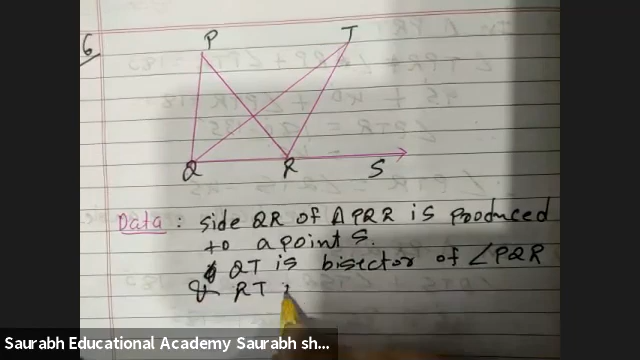 6
P T
Q R S
Data : side QR of ΔPQR is produced
to a point S.
QT is bisector of ∠PQR
& RT
Saurabh Educational Academy Saurabh sh...